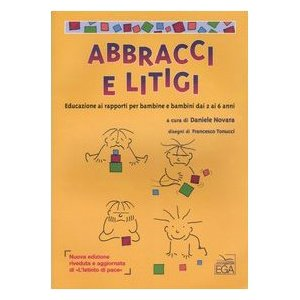 ABBRACCI
E LITIGI
Educazione ai rapporti per bambine e bambini dai 2 ai 6 anni
a cura di Daniele Novara
disegni di Francesco Tonucci
Nuova edizione
riveduta e aggiornata
di «L'istinto di pace»
EGA